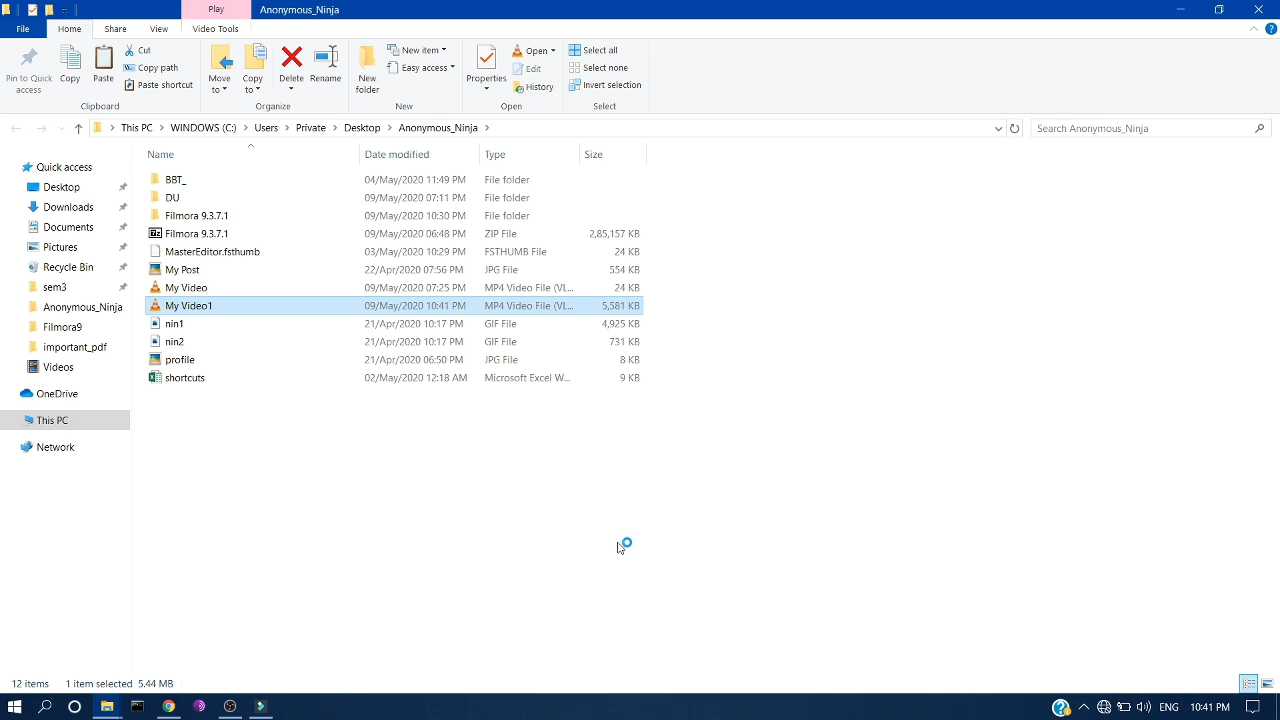 Play Anonymous_Ninja
File Home Share View Video Tools
Pin to Quick access
Copy
Paste
Cut
Copy path
Paste shortcut
Clipboard
Move to
Copy to
Delete
Rename
Organize
New folder
New item
Easy access
New
Properties
Open
Edit
History
Open
Select all
Select none
Invert selection
Select
This PC WINDOWS (C:) Users Private Desktop Anonymous_Ninja
Search Anonymous_Ninja
Quick access
Desktop
Downloads
Documents
Pictures
Recycle Bin
sem3
Anonymous_Ninja
Filmora9
important_pdf
Videos
OneDrive
This PC
Network
Name Date modified Type Size
BBT_ 04/May/2020 11:49 PM File folder
DU 09/May/2020 07:11 PM File folder
Filmora 9.3.7.1 09/May/2020 10:30 PM File folder
Filmora 9.3.7.1 09/May/2020 06:48 PM ZIP File 2,85,157 KB
MasterEditor.fsthumb 03/May/2020 10:29 PM FSTHUMB File 24 KB
My Post 22/Apr/2020 07:56 PM JPG File 554 KB
My Video 09/May/2020 07:25 PM MP4 Video File (VL... 24 KB
My Video1 09/May/2020 10:41 PM MP4 Video File (VL... 5,581 KB
nin1 21/Apr/2020 10:17 PM GIF File 4,925 KB
nin2 21/Apr/2020 10:17 PM GIF File 731 KB
profile 21/Apr/2020 06:50 PM JPG File 8 KB
shortcuts 02/May/2020 12:18 AM Microsoft Excel W... 9 KB
12 items 1 item selected 5.44 MB
ENG 10:41 PM